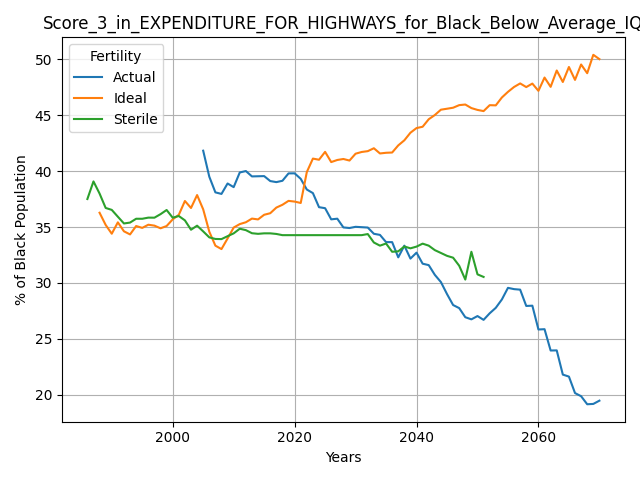 Score_3_in_EXPENDITURE_FOR_HIGHWAYS_for_Black_Below_Average_IQ
Fertility
Actual
Ideal
Sterile
% of Black Population
50
45
40
35
30
25
20
2000
2020
2040
2060
Years